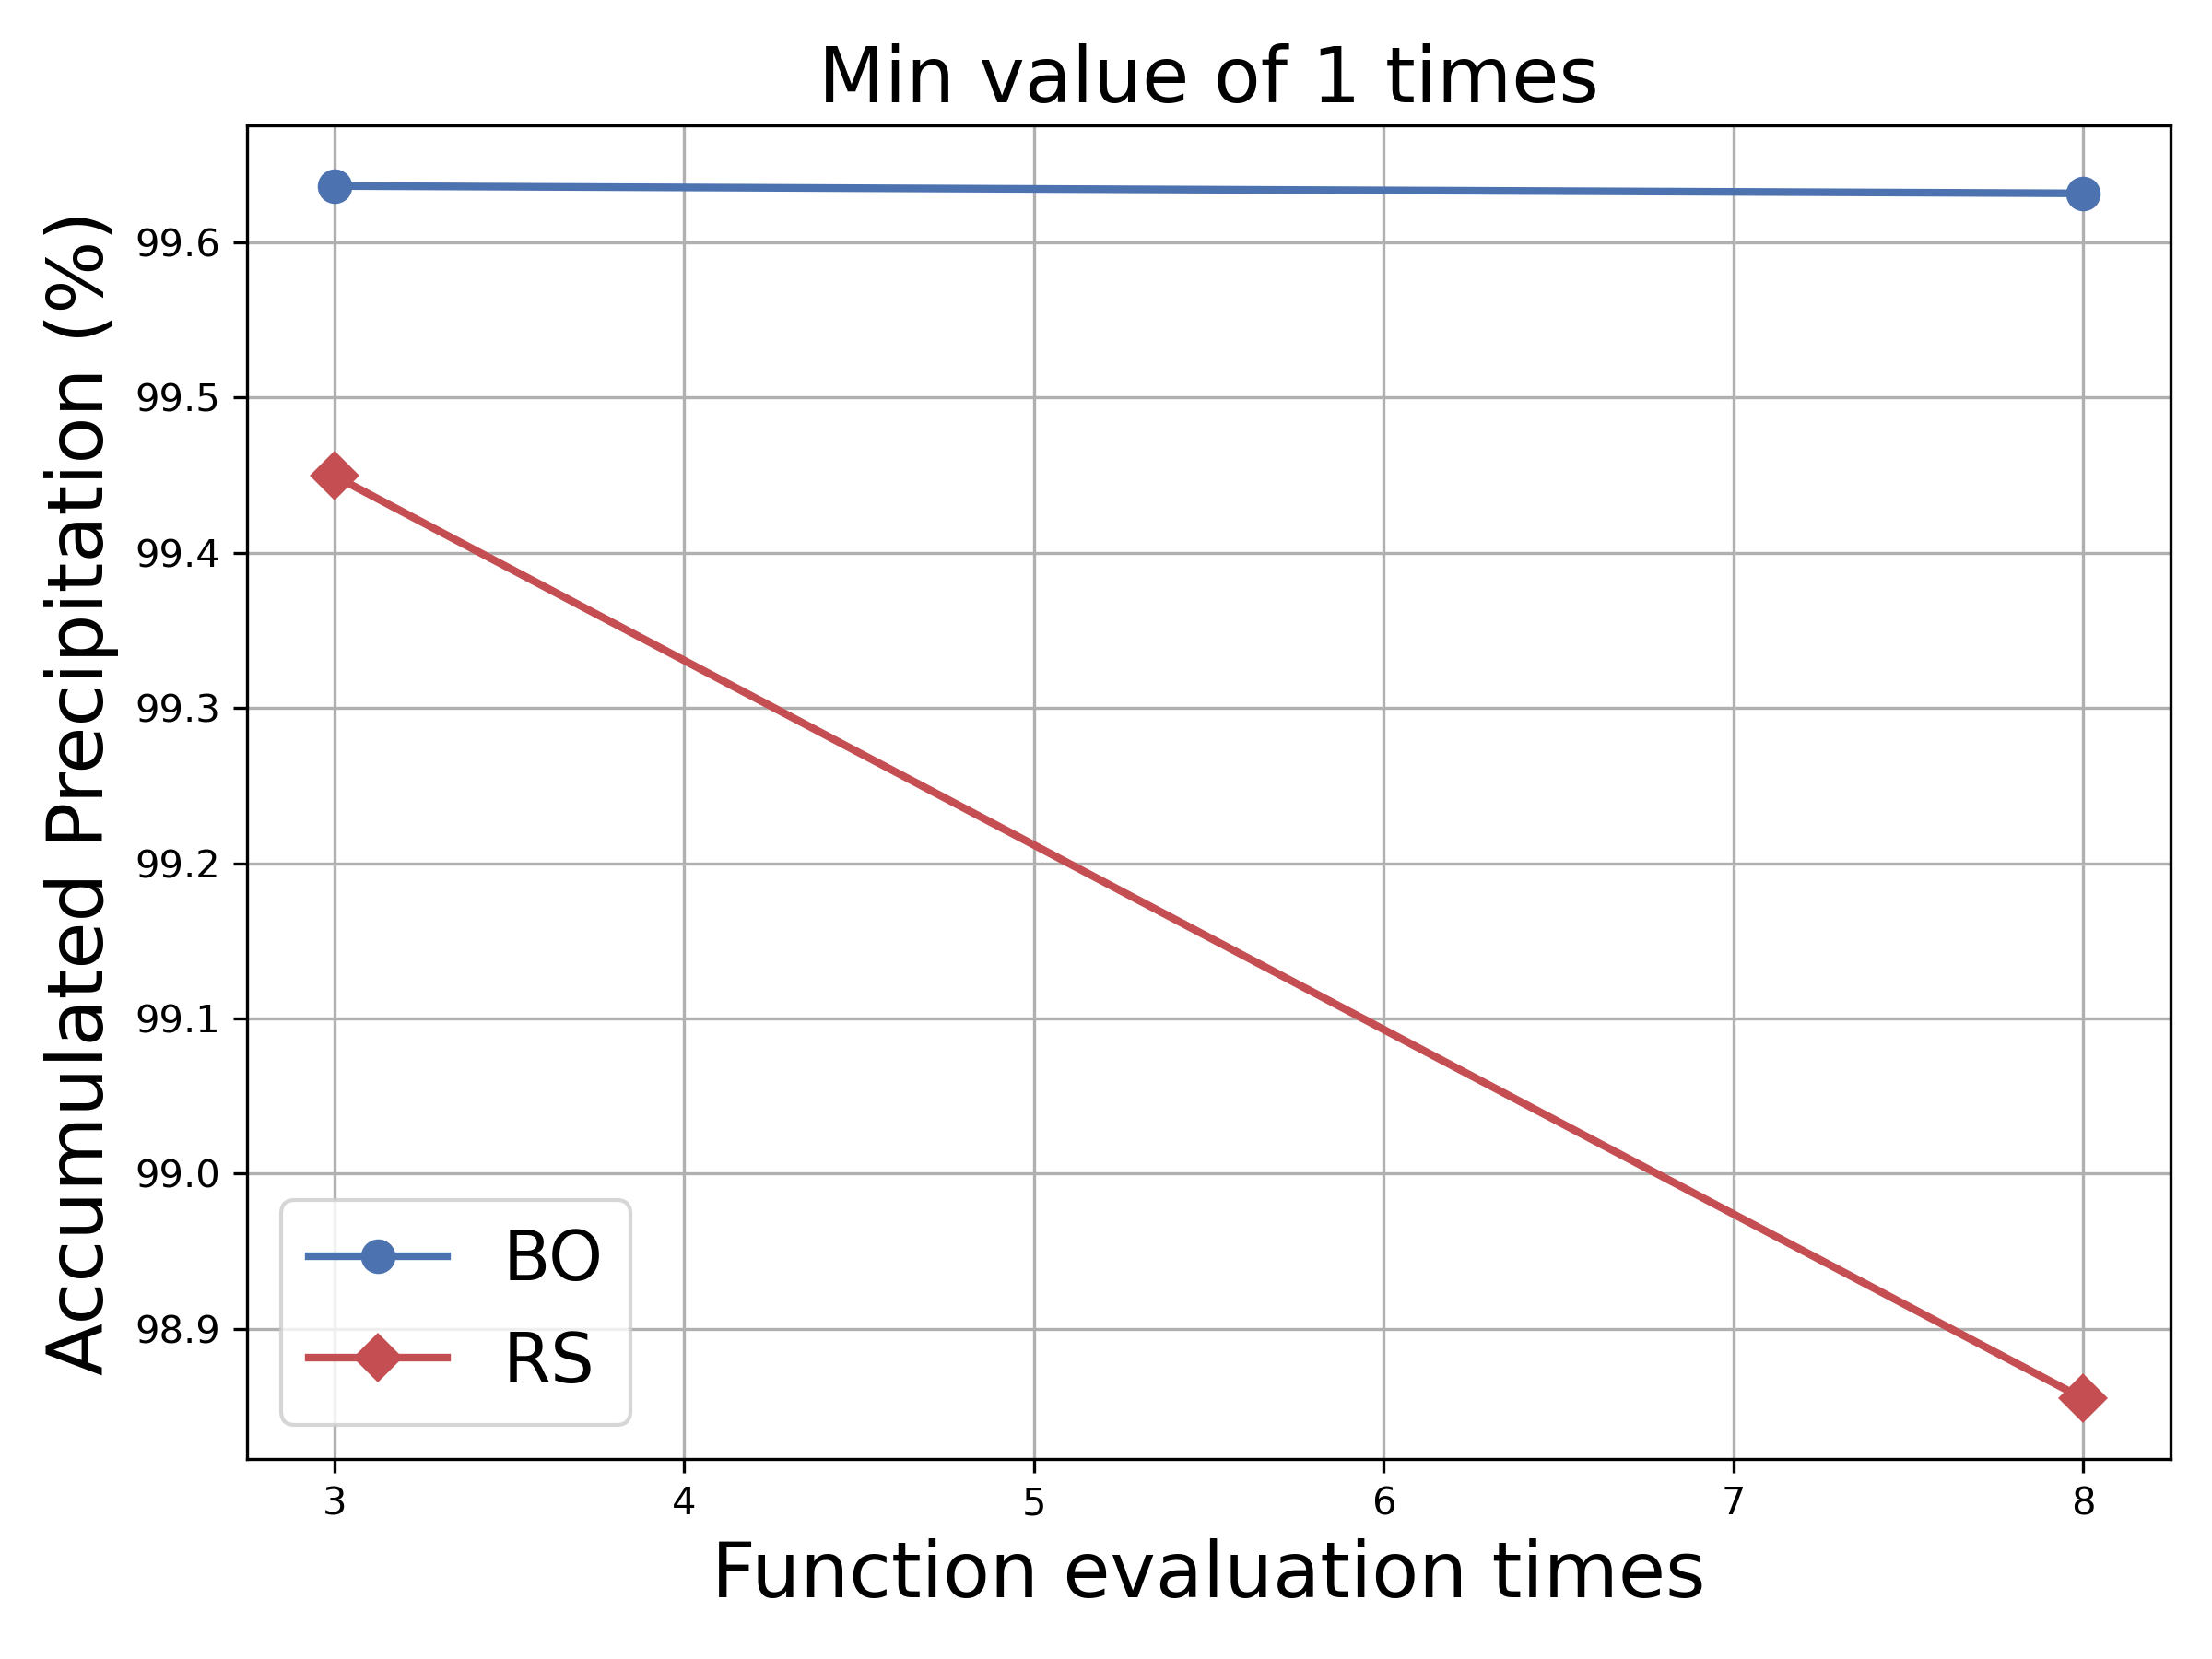 Min value of 1 times
Accumulated Precipitation (%)
99.6
99.5
99.4
99.3
99.2
99.1
99.0
98.9
BO
RS
3 4 5 6 7 8
Function evaluation times